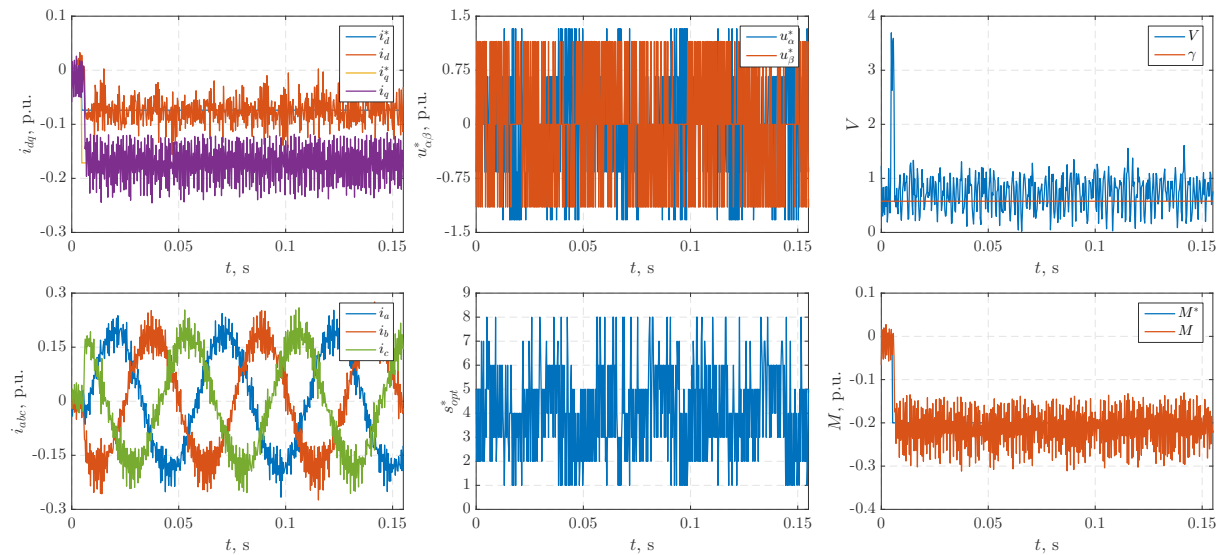 0
-0.1
-0.2
-0.3
i_dq, p.u.
0
0.05
0.1
0.15
t, s
i_d^*
i_d
i_q^*
i_q
1.5
0.75
0
-0.75
-1.5
u_αβ^*, p.u.
0
0.05
0.1
0.15
t, s
u_α^*
u_β^*
4
3
2
1
0
V
0
0.05
0.1
0.15
t, s
V
γ
0.3
0.15
0
-0.15
-0.3
i_abc, p.u.
0
0.05
0.1
0.15
t, s
i_a
i_b
i_c
9
8
7
6
5
4
3
2
1
0
s_opt^*
0
0.05
0.1
0.15
t, s
0.1
0
-0.1
-0.2
-0.3
-0.4
M, p.u.
0
0.05
0.1
0.15
t, s
M^*
M